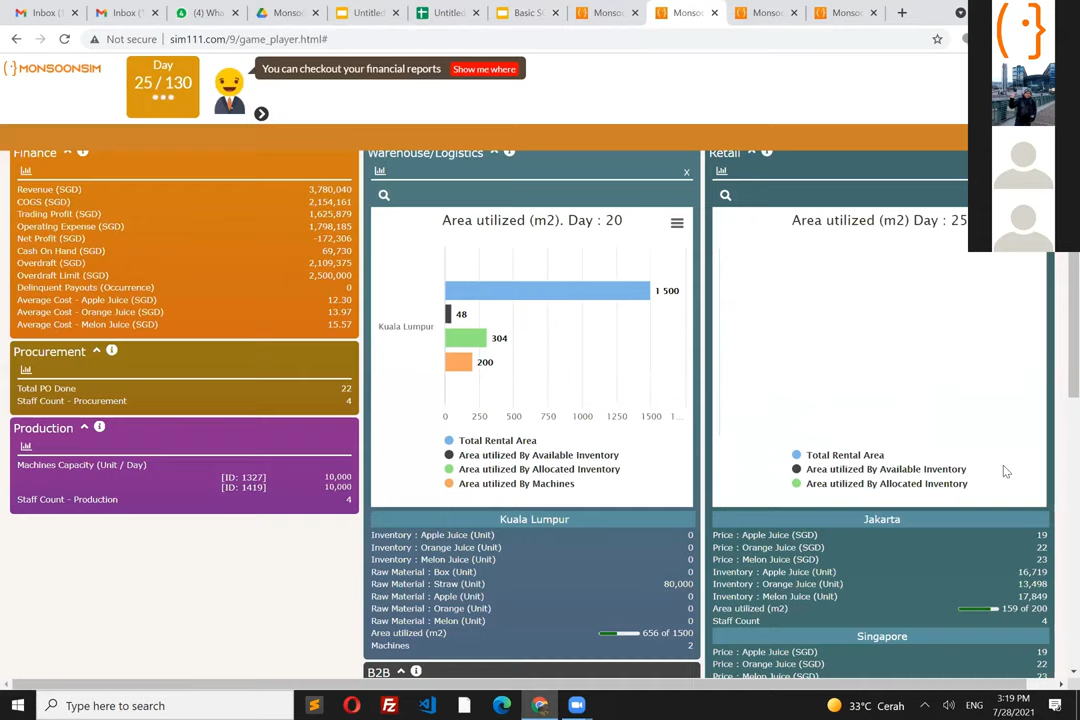 Inbox (1
Inbox (1
(4) Wha
Monsoo
Untitled
Untitled
Basic S
Monsoo
Monsoo
Monsoo
Monsoo
Not secure | sim111.com/9/game_player.html#
MONSOONSIM
Day
25 / 130
You can checkout your financial reports
Show me where
Finance
Revenue (SGD) 3,780,040
COGS (SGD) 2,154,161
Trading Profit (SGD) 1,625,879
Operating Expense (SGD) 1,798,185
Net Profit (SGD) -172,306
Cash On Hand (SGD) 69,730
Overdraft (SGD) 2,109,375
Overdraft Limit (SGD) 2,500,000
Delinquent Payouts (Occurrence) 0
Average Cost - Apple Juice (SGD) 12.30
Average Cost - Orange Juice (SGD) 13.97
Average Cost - Melon Juice (SGD) 15.57
Procurement
Total PO Done 22
Staff Count - Procurement 4
Production
Machines Capacity (Unit / Day)
[ID: 1327] 10,000
[ID: 1419] 10,000
Staff Count - Production 4
Warehouse/Logistics
x
Area utilized (m2). Day : 20
1 500
48
Kuala Lumpur
304
200
0 250 500 750 1000 1250 1500 1...
Total Rental Area
Area utilized By Available Inventory
Area utilized By Allocated Inventory
Area utilized By Machines
Kuala Lumpur
Inventory : Apple Juice (Unit) 0
Inventory : Orange Juice (Unit) 0
Inventory : Melon Juice (Unit) 0
Raw Material : Box (Unit) 0
Raw Material : Straw (Unit) 80,000
Raw Material : Apple (Unit) 0
Raw Material : Orange (Unit) 0
Raw Material : Melon (Unit) 0
Area utilized (m2) 656 of 1500
Machines 2
B2B
Retail
Area utilized (m2) Day : 25
Total Rental Area
Area utilized By Available Inventory
Area utilized By Allocated Inventory
Jakarta
Price : Apple Juice (SGD) 19
Price : Orange Juice (SGD) 22
Price : Melon Juice (SGD) 23
Inventory : Apple Juice (Unit) 16,719
Inventory : Orange Juice (Unit) 13,498
Inventory : Melon Juice (Unit) 17,849
Area utilized (m2) 159 of 200
Staff Count 4
Singapore
Price : Apple Juice (SGD) 19
Price : Orange Juice (SGD) 22
Price : Melon Juice (SGD) 23
Type here to search
33°C Cerah
ENG
3:19 PM
7/28/2021